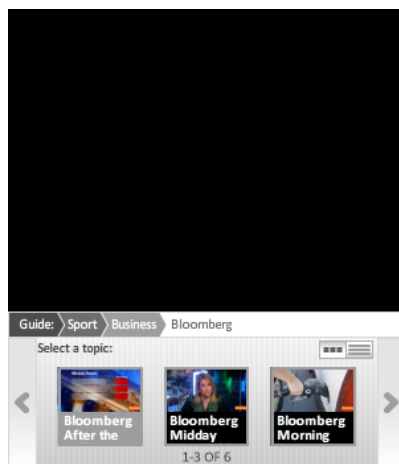 Guide: Sport Business Bloomberg
Select a topic:
Bloomberg After the
Bloomberg Midday
Bloomberg Morning
1-3 OF 6